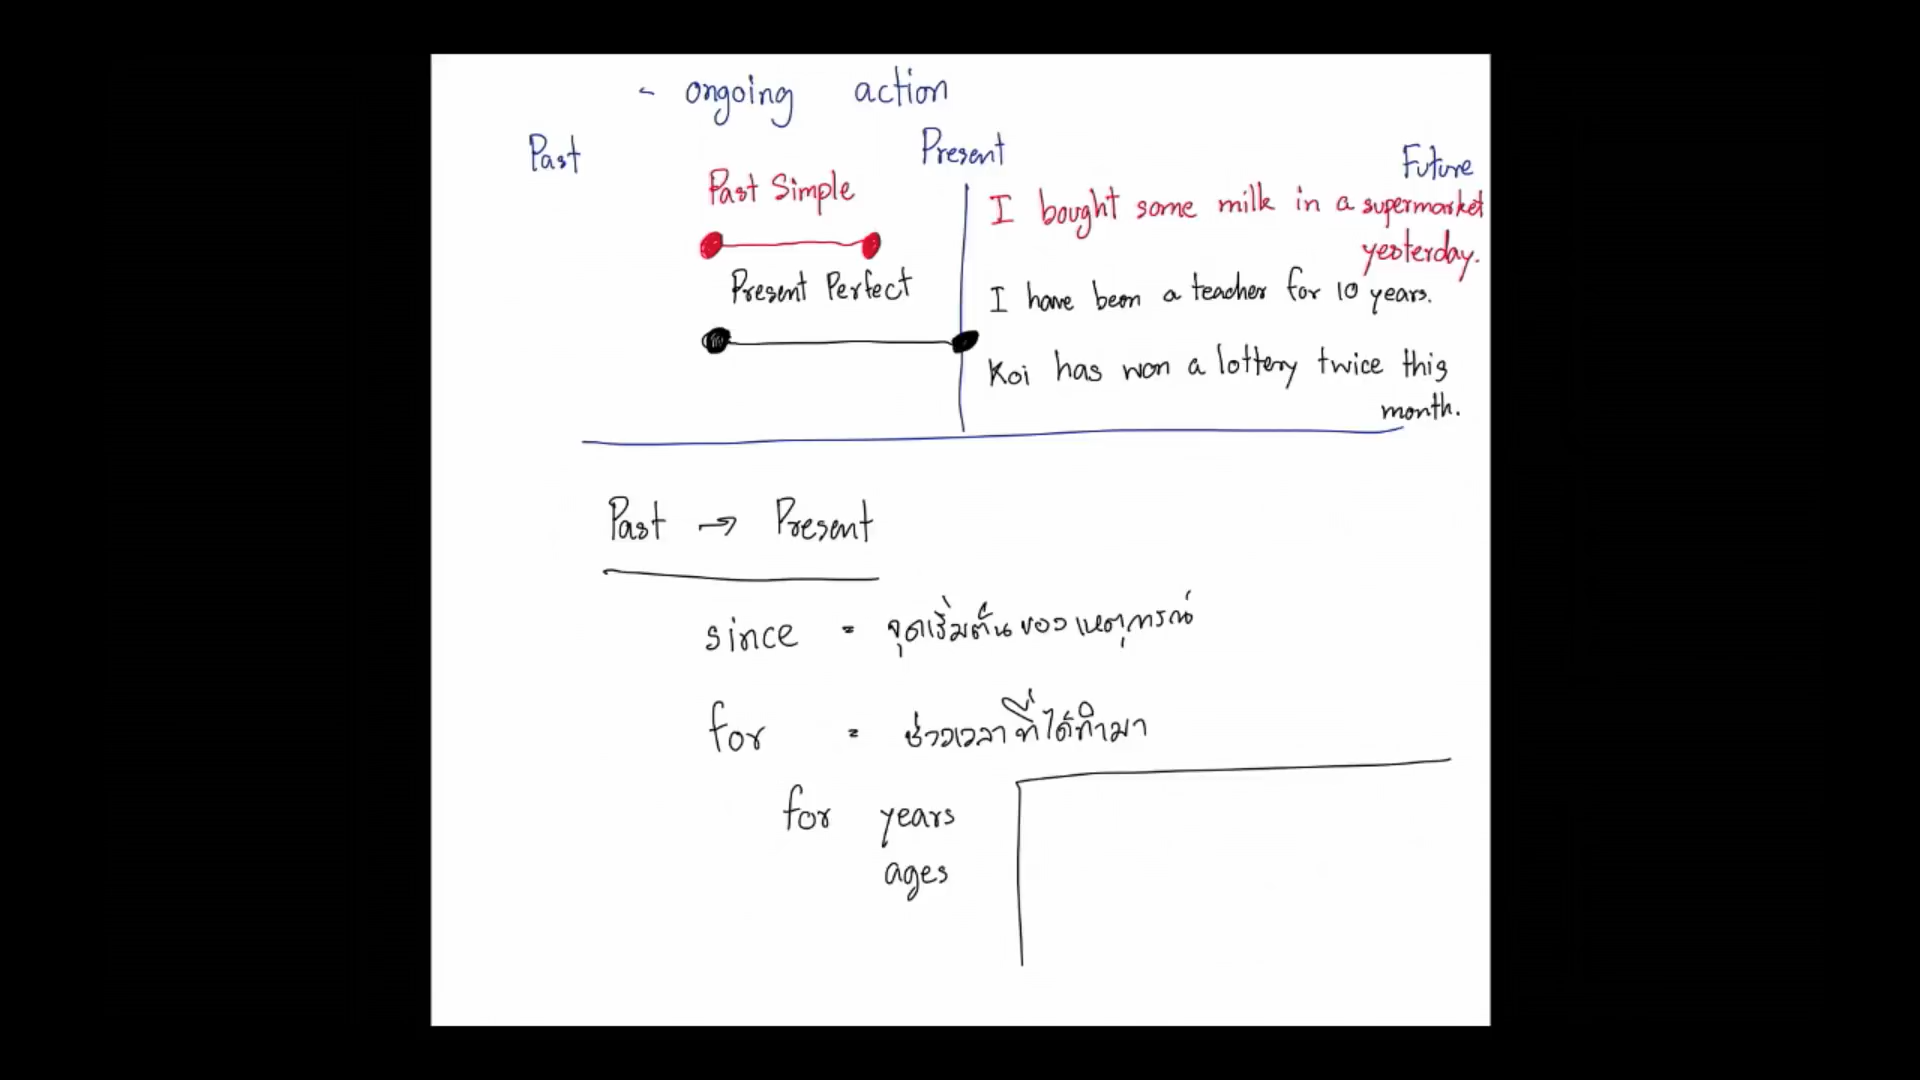 - ongoing action
Past Present Future
Past Simple
I bought some milk in a supermarket
yesterday.
Present Perfect
I have been a teacher for 10 years.
Koi has won a lottery twice this
month.
Past → Present
since = จุดเริ่มต้นของเหตุการณ์
for = ช่วงเวลาที่ได้ทำมา
for years
ages